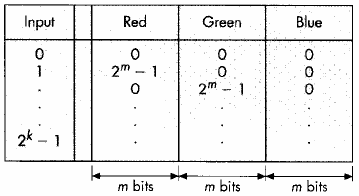 Input Red Green Blue
0 0 0 0
1 2^m – 1 0 0
. 0 2^m – 1 0
. . . .
. . . .
2^k – 1 . . .
m bits m bits m bits